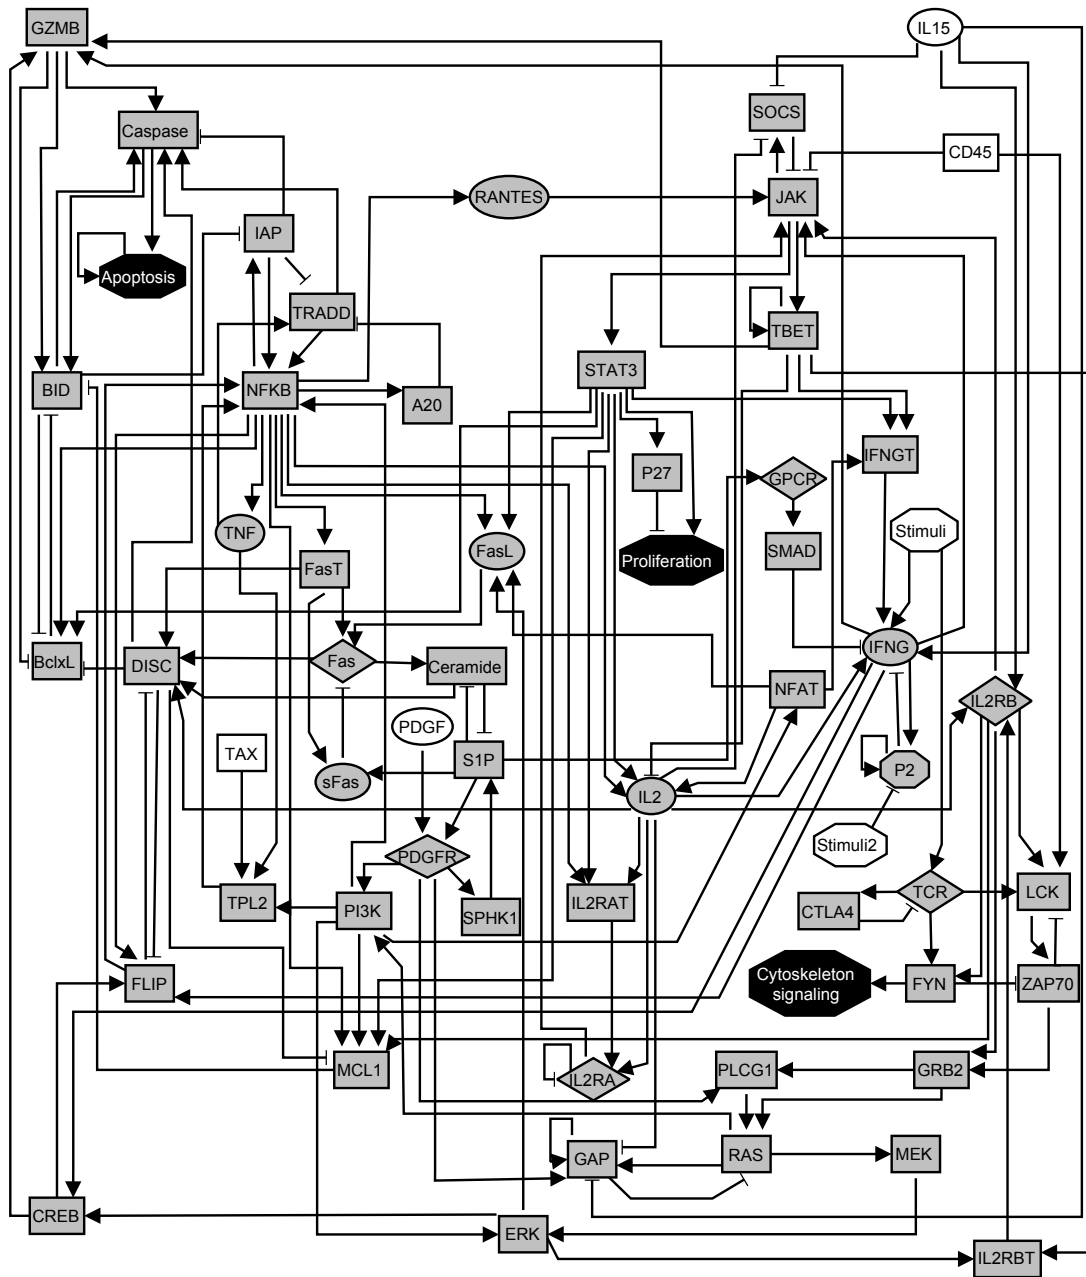 GZMB
IL15
SOCS
Caspase
CD45
RANTES
JAK
IAP
Apoptosis
TRADD
TBET
STAT3
BID
NFKB
A20
IFNGT
P27
GPCR
TNF
Stimuli
FasT
FasL
Proliferation
SMAD
BclxL
DISC
Fas
Ceramide
IFNG
NFAT
IL2RB
PDGF
TAX
S1P
P2
sFas
IL2
Stimuli2
PDGFR
TPL2
PI3K
SPHK1
IL2RAT
CTLA4
TCR
LCK
FLIP
Cytoskeleton
signaling
FYN
ZAP70
MCL1
IL2RA
PLCG1
GRB2
GAP
RAS
MEK
CREB
ERK
IL2RBT